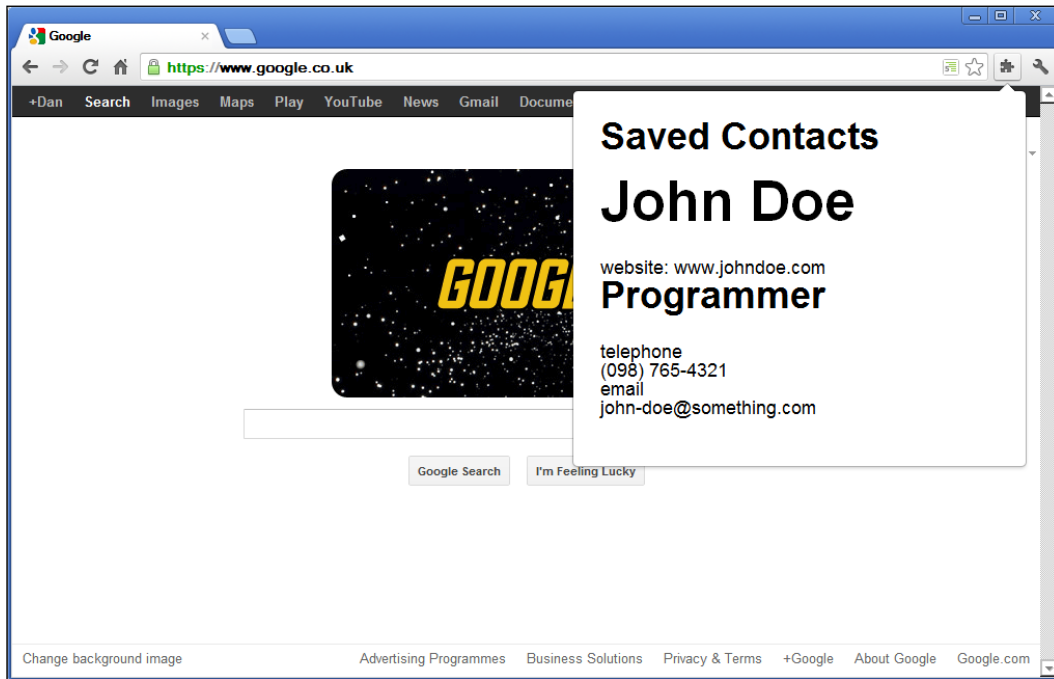 Google
https://www.google.co.uk
+Dan Search Images Maps Play YouTube News Gmail Docume
Saved Contacts
John Doe
website: www.johndoe.com
Programmer
telephone
(098) 765-4321
email
john-doe@something.com
GOOG
Google Search I'm Feeling Lucky
Change background image Advertising Programmes Business Solutions Privacy & Terms +Google About Google Google.com